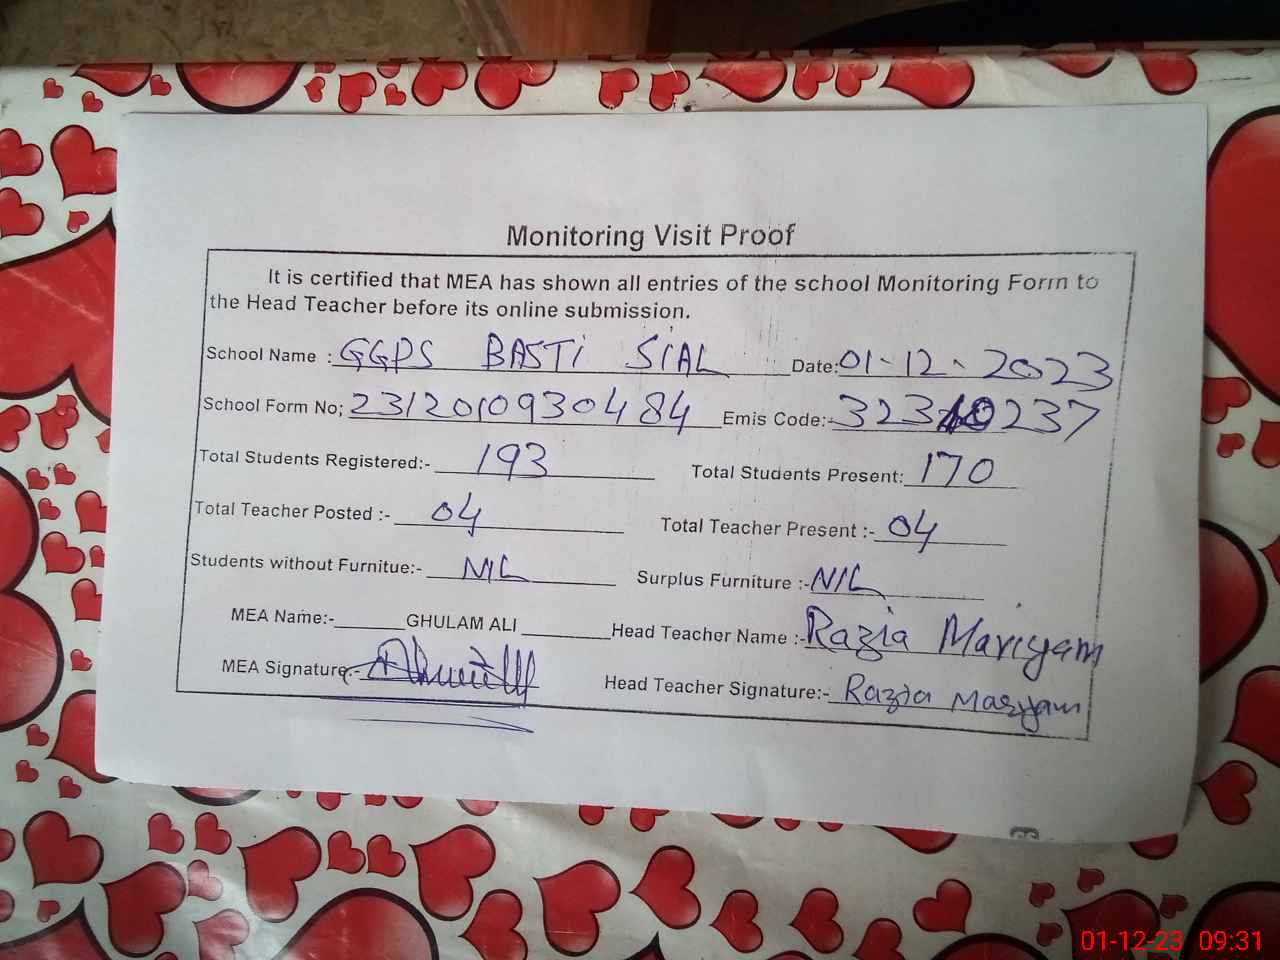 Monitoring Visit Proof
It is certified that MEA has shown all entries of the school Monitoring Form to
the Head Teacher before its online submission.
School Name : GGPS BASTI SIAL Date: 01-12-2023
School Form No; 23120109304 84 Emis Code:- 32310237
Total Students Registered:- 193 Total Students Present: 170
Total Teacher Posted :- 04 Total Teacher Present :- 04
Students without Furnitue:- NIL Surplus Furniture :- NIL
MEA Name:- GHULAM ALI Head Teacher Name :- Razia Mariyam
MEA Signature:- Head Teacher Signature:- Razia Maryam
01-12-23 09:31